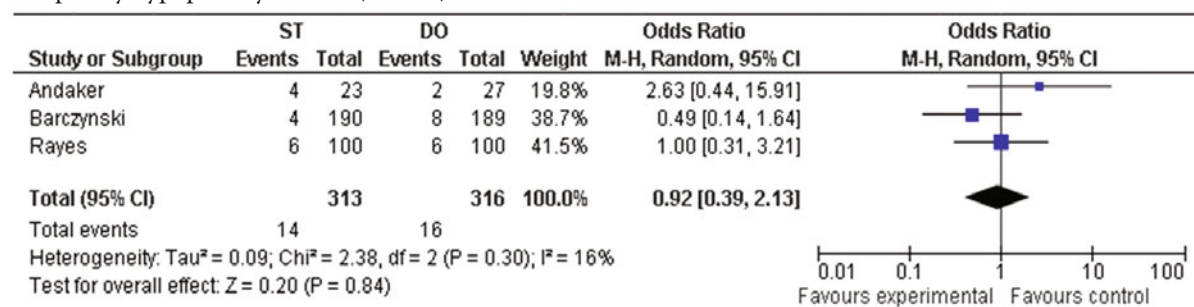 ST DO Odds Ratio Odds Ratio
Study or Subgroup Events Total Events Total Weight M-H, Random, 95% CI M-H, Random, 95% CI
Andaker 4 23 2 27 19.8% 2.63 [0.44, 15.91]
Barczynski 4 190 8 189 38.7% 0.49 [0.14, 1.64]
Rayes 6 100 6 100 41.5% 1.00 [0.31, 3.21]
Total (95% CI) 313 316 100.0% 0.92 [0.39, 2.13]
Total events 14 16
Heterogeneity: Tau² = 0.09; Chi² = 2.38, df = 2 (P = 0.30); I² = 16%
Test for overall effect: Z = 0.20 (P = 0.84)
0.01 0.1 1 10 100
Favours experimental Favours control